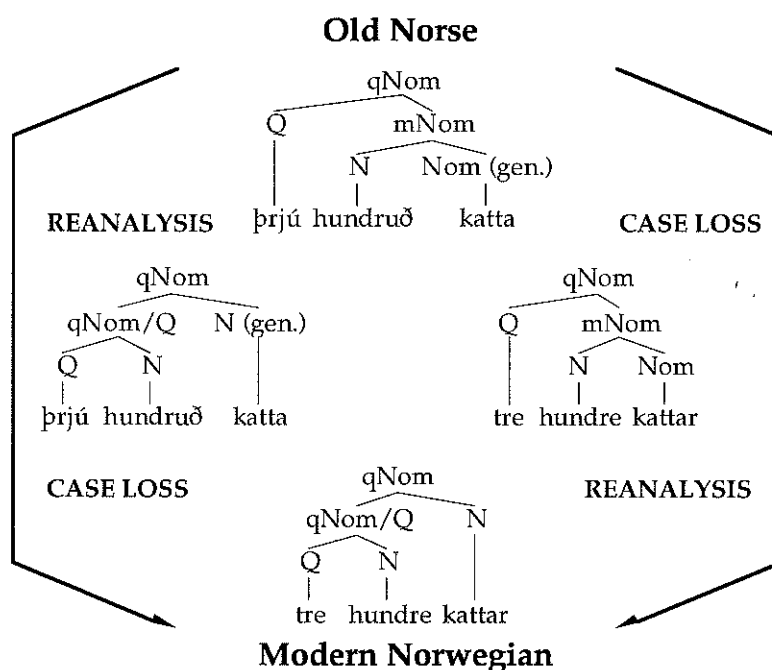 Old Norse
qNom
Q mNom
N Nom (gen.)
REANALYSIS þrjú hundruð katta CASE LOSS
qNom qNom
qNom/Q N (gen.) Q mNom
Q N N Nom
þrjú hundruð katta tre hundre kattar
CASE LOSS qNom REANALYSIS
qNom/Q N
Q N
tre hundre kattar
Modern Norwegian